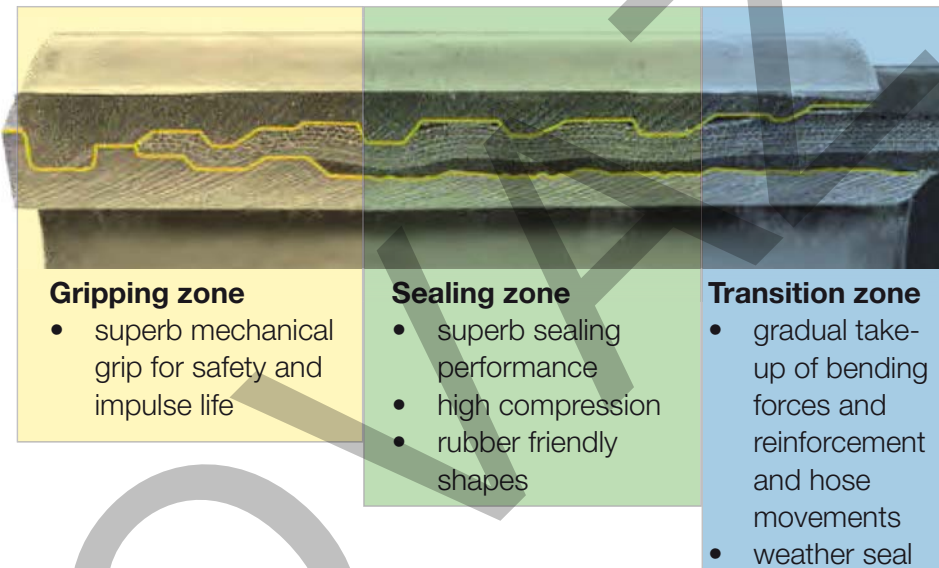 Gripping zone
• superb mechanical
grip for safety and
impulse life
Sealing zone
• superb sealing
performance
• high compression
• rubber friendly
shapes
Transition zone
• gradual take-
up of bending
forces and
reinforcement
and hose
movements
• weather seal